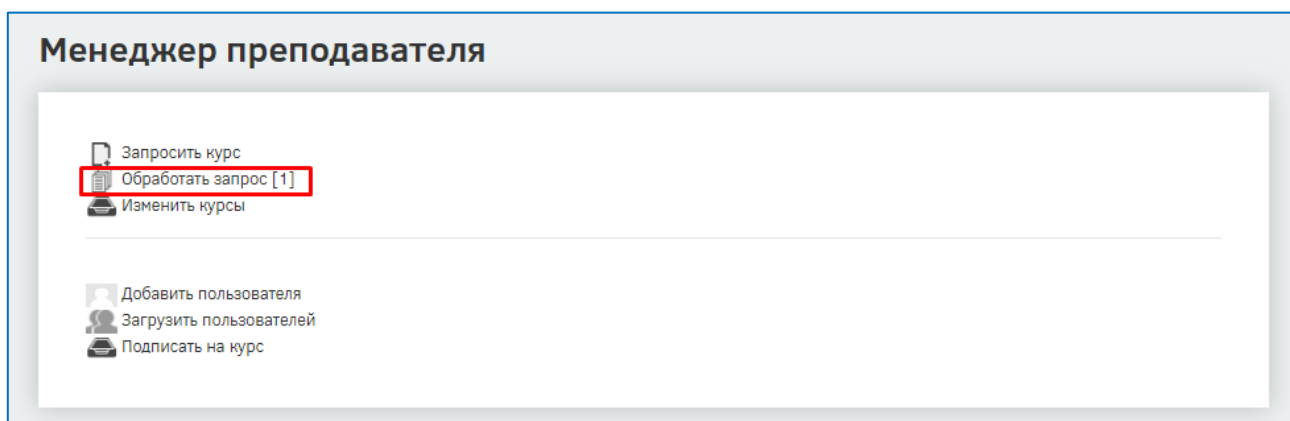 Менеджер преподавателя
Запросить курс
Обработать запрос [1]
Изменить курсы
Добавить пользователя
Загрузить пользователей
Подписать на курс